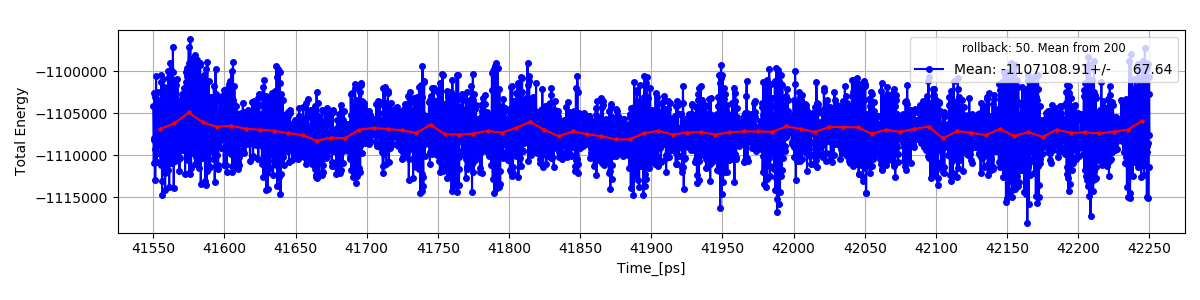 rollback: 50. Mean from 200
Mean: -1107108.91+/- 67.64
Total Energy
−1100000
−1105000
−1110000
−1115000
41550 41600 41650 41700 41750 41800 41850 41900 41950 42000 42050 42100 42150 42200 42250
Time_[ps]